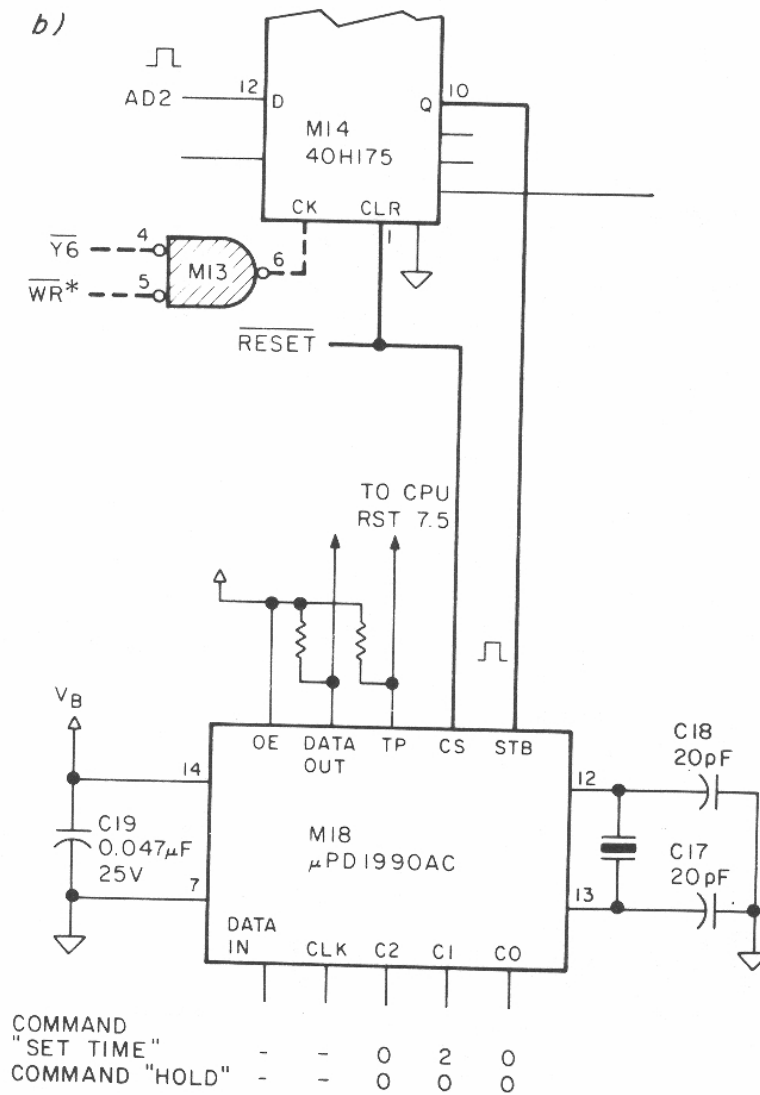 b)
12
10
AD2
D
Q
M14
40H175
CK
CLR
Y6
4
M13
6
1
WR*
5
RESET
TO CPU
RST 7.5
VB
OE
DATA
OUT
TP
CS
STB
C18
20pF
14
12
C19
0.047µF
25V
M18
µPD1990AC
C17
20pF
7
13
DATA
IN
CLK
C2
C1
C0
COMMAND
"SET TIME" - - 0 2 0
COMMAND "HOLD" - - 0 0 0